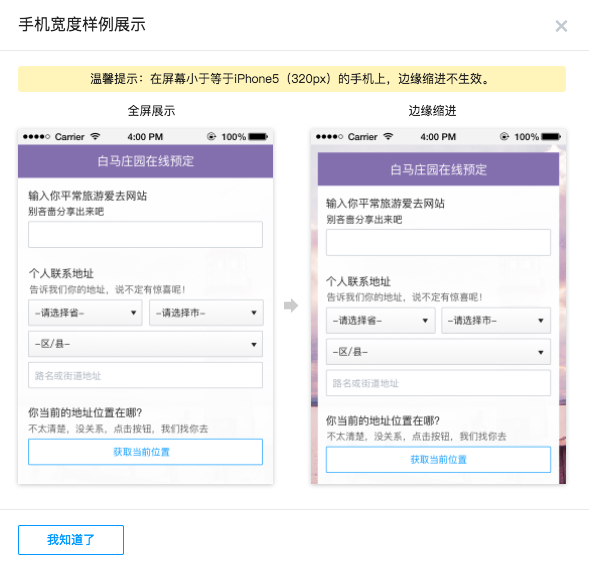 手机宽度样例展示
温馨提示：在屏幕小于等于iPhone5（320px）的手机上，边缘缩进不生效。
全屏展示
边缘缩进
Carrier 4:00 PM 100%
白马庄园在线预定
输入你平常旅游爱去网站
别吝啬分享出来吧
个人联系地址
告诉我们你的地址，说不定有惊喜呢！
–请选择省– –请选择市–
–区/县–
路名或街道地址
你当前的地址位置在哪?
不太清楚，没关系，点击按钮，我们找你去
获取当前位置
Carrier 4:00 PM 100%
白马庄园在线预定
输入你平常旅游爱去网站
别吝啬分享出来吧
个人联系地址
告诉我们你的地址，说不定有惊喜呢！
–请选择省– –请选择市–
–区/县–
路名或街道地址
你当前的地址位置在哪?
不太清楚，没关系，点击按钮，我们找你去
获取当前位置
我知道了